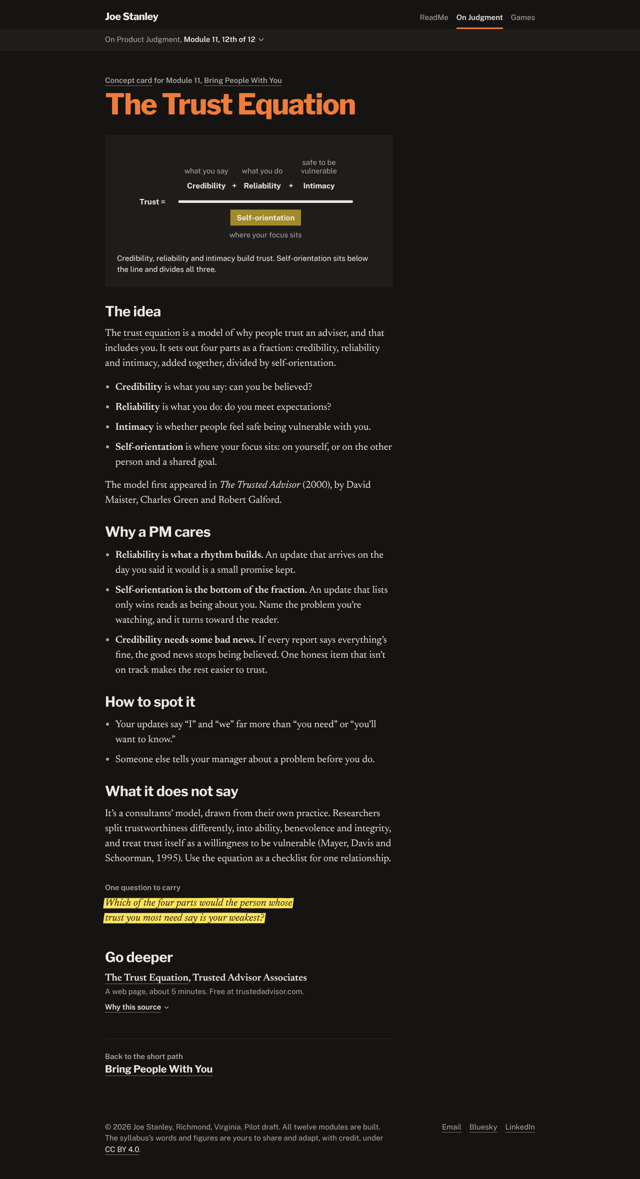 Joe Stanley
ReadMe On Judgment Games
On Product Judgment, Module 11, 12th of 12
Concept card for Module 11, Bring People With You
The Trust Equation
what you say what you do safe to be
vulnerable
Credibility + Reliability + Intimacy
Trust =
Self-orientation
where your focus sits
Credibility, reliability and intimacy build trust. Self-orientation sits below
the line and divides all three.
The idea
The trust equation is a model of why people trust an adviser, and that
includes you. It sets out four parts as a fraction: credibility, reliability
and intimacy, added together, divided by self-orientation.
• Credibility is what you say: can you be believed?
• Reliability is what you do: do you meet expectations?
• Intimacy is whether people feel safe being vulnerable with you.
• Self-orientation is where your focus sits: on yourself, or on the other
person and a shared goal.
The model first appeared in The Trusted Advisor (2000), by David
Maister, Charles Green and Robert Galford.
Why a PM cares
• Reliability is what a rhythm builds. An update that arrives on the
day you said it would is a small promise kept.
• Self-orientation is the bottom of the fraction. An update that lists
only wins reads as being about you. Name the problem you’re
watching, and it turns toward the reader.
• Credibility needs some bad news. If every report says everything’s
fine, the good news stops being believed. One honest item that isn’t
on track makes the rest easier to trust.
How to spot it
• Your updates say “I” and “we” far more than “you need” or “you’ll
want to know.”
• Someone else tells your manager about a problem before you do.
What it does not say
It’s a consultants’ model, drawn from their own practice. Researchers
split trustworthiness differently, into ability, benevolence and integrity,
and treat trust itself as a willingness to be vulnerable (Mayer, Davis and
Schoorman, 1995). Use the equation as a checklist for one relationship.
One question to carry
Which of the four parts would the person whose
trust you most need say is your weakest?
Go deeper
The Trust Equation, Trusted Advisor Associates
A web page, about 5 minutes. Free at trustedadvisor.com.
Why this source
Back to the short path
Bring People With You
© 2026 Joe Stanley, Richmond, Virginia. Pilot draft. All twelve modules are built.
The syllabus’s words and figures are yours to share and adapt, with credit, under
CC BY 4.0.
Email Bluesky LinkedIn